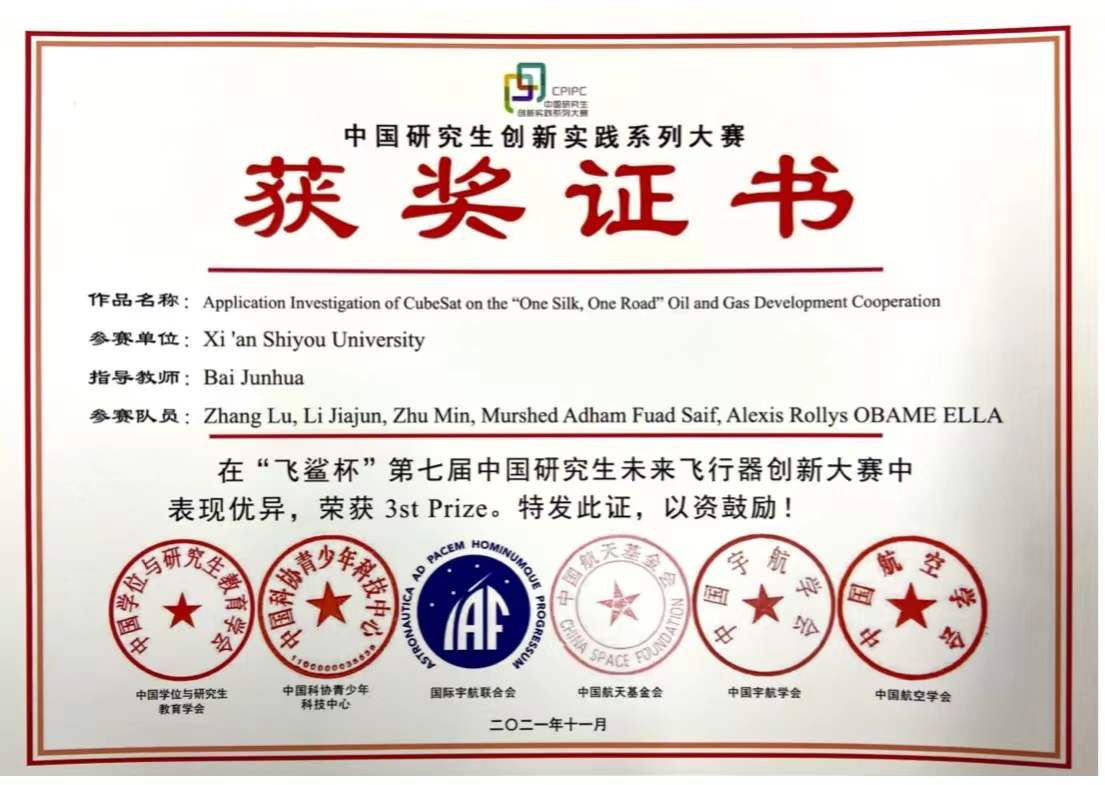 CPIPC
中国研究生
创新实践系列大赛
中国研究生创新实践系列大赛
获奖证书
作品名称：Application Investigation of CubeSat on the “One Silk, One Road” Oil and Gas Development Cooperation
参赛单位：Xi 'an Shiyou University
指导教师：Bai Junhua
参赛队员：Zhang Lu, Li Jiajun, Zhu Min, Murshed Adham Fuad Saif, Alexis Rollys OBAME ELLA
在“飞鲨杯”第七届中国研究生未来飞行器创新大赛中
表现优异，荣获 3st Prize。特发此证，以资鼓励！
中国学位与研究生教育学会
中国科协青少年科技中心
ASTRONAUTICA AD PACEM HOMINUMQUE PROGRESSUM
IAF
中国航天基金会
CHINA SPACE FOUNDATION
中国宇航学会
中国航空学会
中国学位与研究生
教育学会
中国科协青少年
科技中心
国际宇航联合会
中国航天基金会
中国宇航学会
中国航空学会
二〇二一年十一月